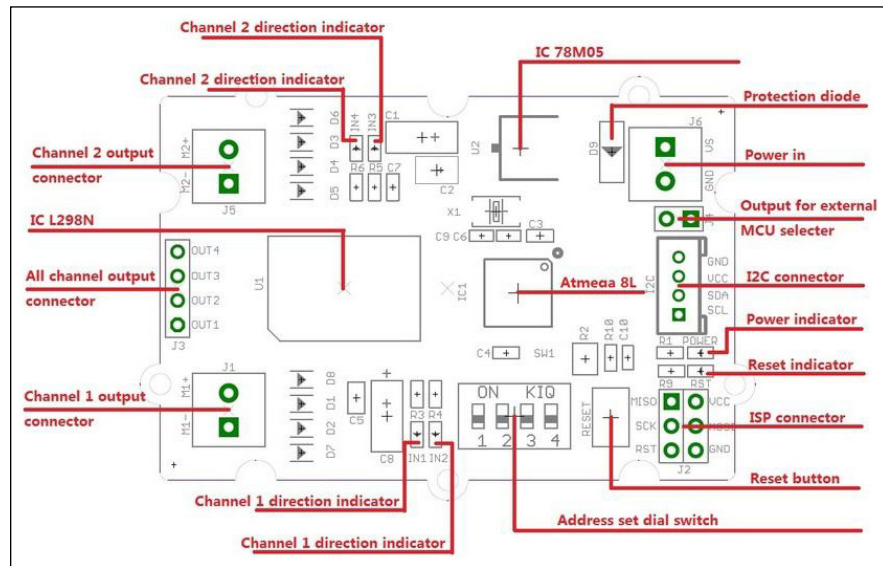 Channel 2 direction indicator
IC 78M05
Channel 2 direction indicator
Protection diode
D6
IN4
IN3
C1
J6
M2+
D3
U2
D9
VS
Channel 2 output
connector
Power in
M2-
D4
R6
R5
C7
C2
GND
D5
J5
X1
J4
Output for external
MCU selecter
IC L298N
C9
C6
C3
OUT4
GND
All channel output
connector
OUT3
U1
IC1
Atmega 8L
I2C
VCC
I2C connector
OUT2
SDA
OUT1
SCL
J3
Power indicator
C4
SW1
R2
R10
C10
R1
POWER
J1
Reset indicator
D8
R9
RST
M1+
ON
KIQ
MISO
VCC
Channel 1 output
connector
D1
C5
R3
R4
RESET
SCK
ISP connector
M1-
D2
1
2
3
4
RST
GND
D7
C8
IN1
IN2
J2
Reset button
Channel 1 direction indicator
Address set dial switch
Channel 1 direction indicator